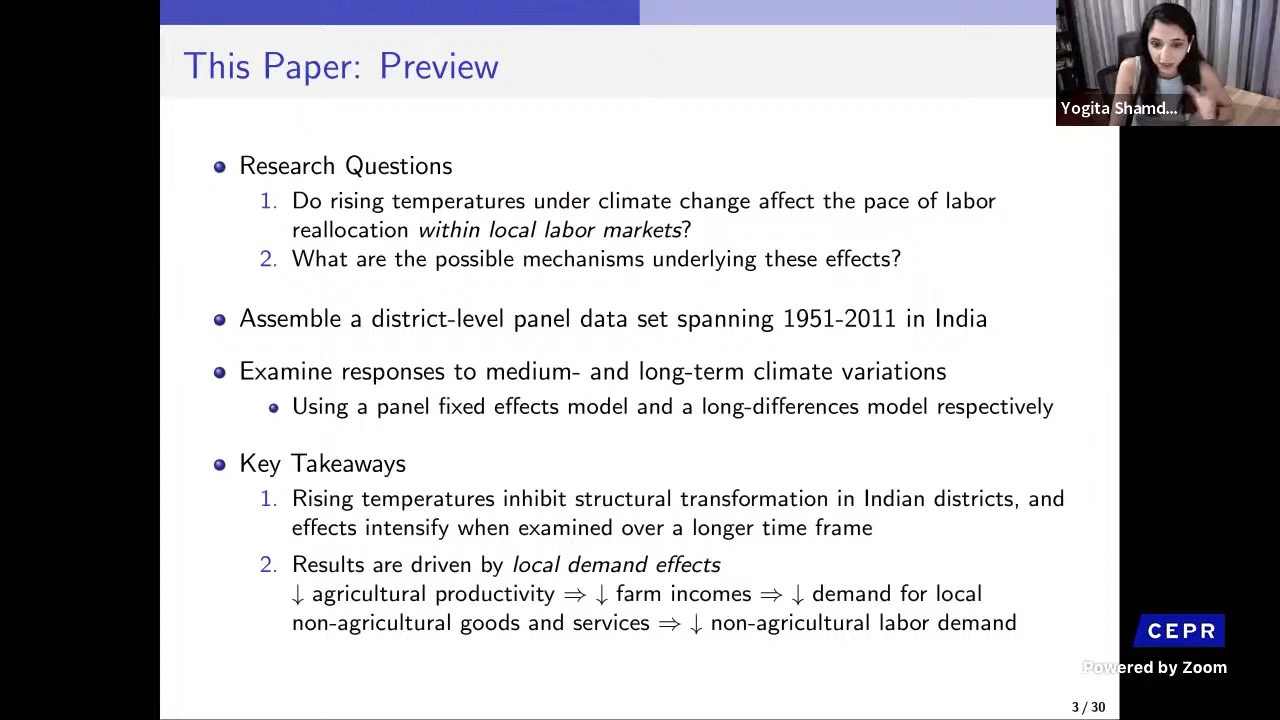 This Paper: Preview
Yogita Shamd...
Research Questions
1. Do rising temperatures under climate change affect the pace of labor
reallocation within local labor markets?
2. What are the possible mechanisms underlying these effects?
Assemble a district-level panel data set spanning 1951-2011 in India
Examine responses to medium- and long-term climate variations
Using a panel fixed effects model and a long-differences model respectively
Key Takeaways
1. Rising temperatures inhibit structural transformation in Indian districts, and
effects intensify when examined over a longer time frame
2. Results are driven by local demand effects
↓ agricultural productivity ⇒ ↓ farm incomes ⇒ ↓ demand for local
non-agricultural goods and services ⇒ ↓ non-agricultural labor demand
CEPR
Powered by Zoom
3 / 30